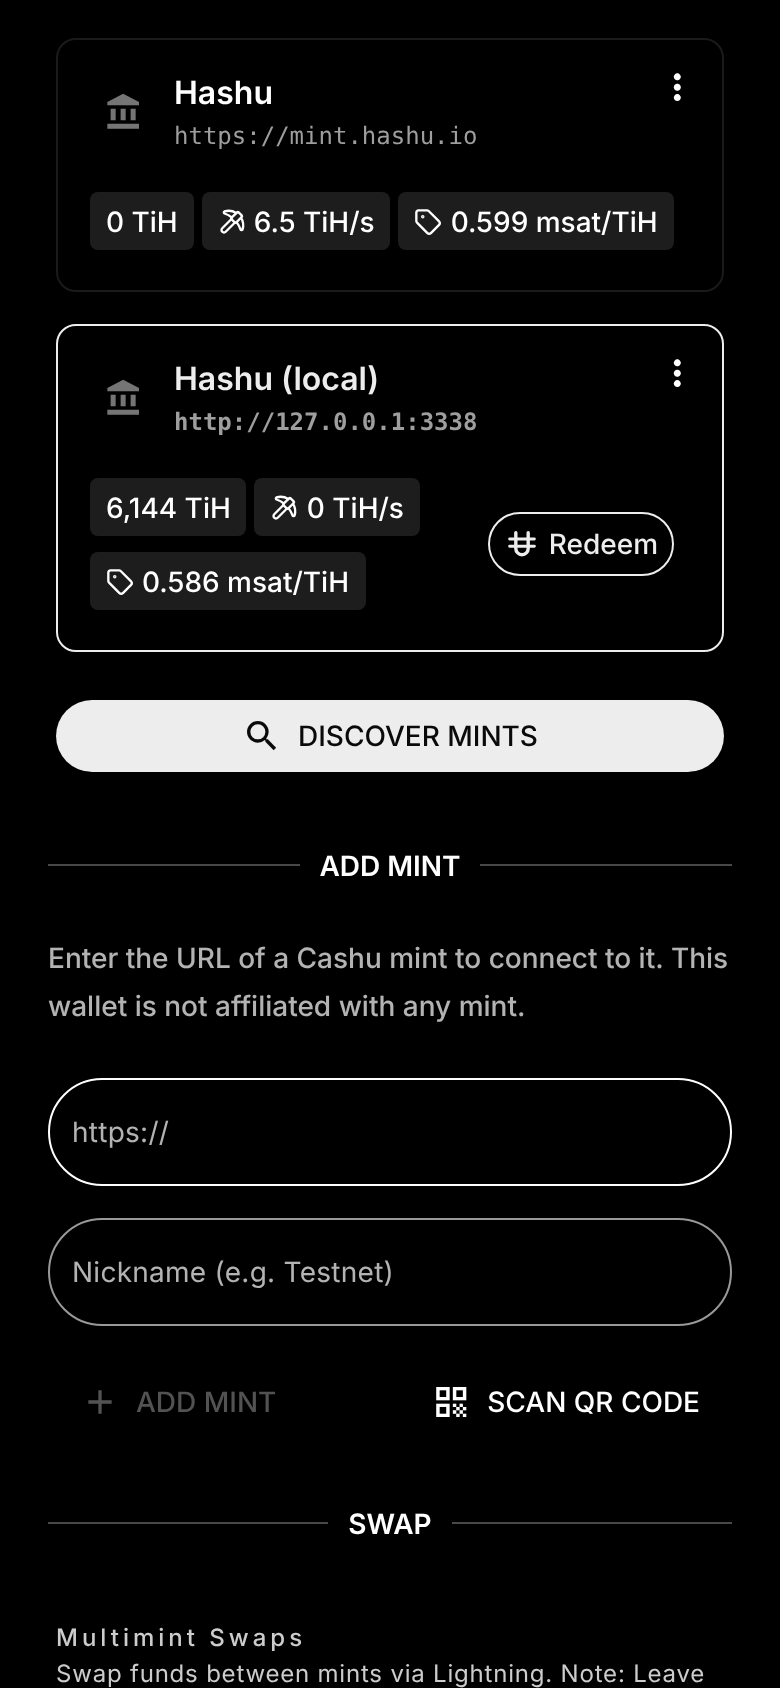 Hashu
https://mint.hashu.io
0 TiH 6.5 TiH/s 0.599 msat/TiH
Hashu (local)
http://127.0.0.1:3338
6,144 TiH 0 TiH/s
Redeem
0.586 msat/TiH
DISCOVER MINTS
ADD MINT
Enter the URL of a Cashu mint to connect to it. This
wallet is not affiliated with any mint.
https://
Nickname (e.g. Testnet)
ADD MINT SCAN QR CODE
SWAP
Multimint Swaps
Swap funds between mints via Lightning. Note: Leave